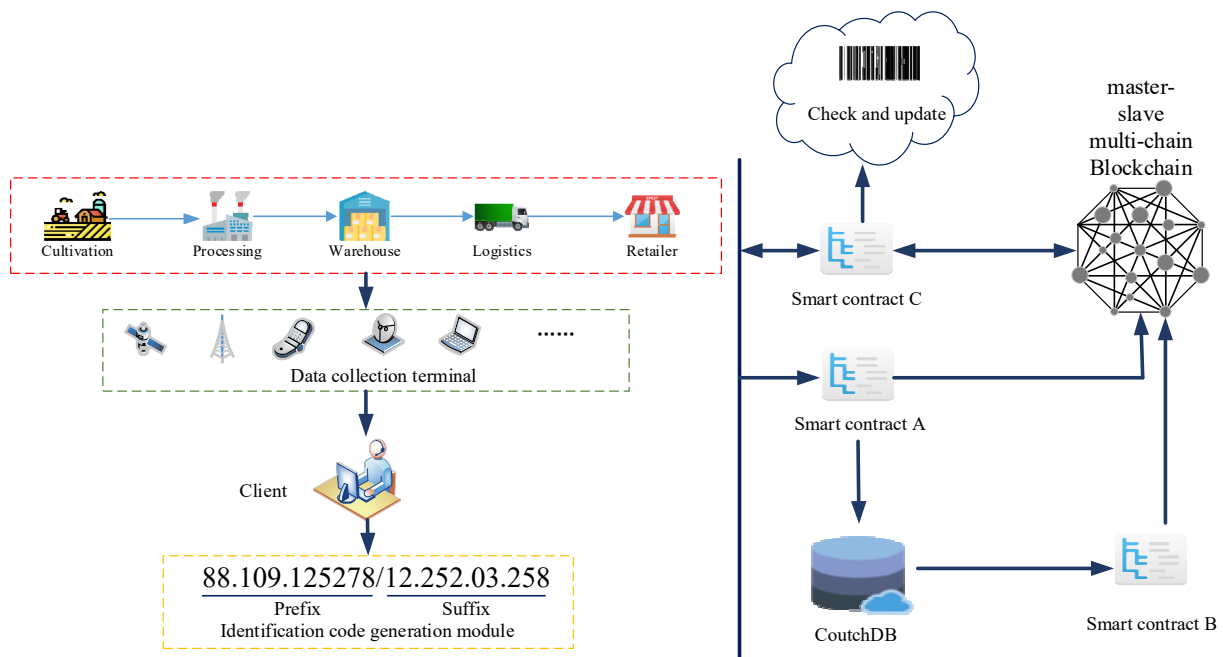 Cultivation
Processing
Warehouse
Logistics
Retailer
......
Data collection terminal
Client
88.109.125278/12.252.03.258
Prefix
Suffix
Identification code generation module
Check and update
master-
slave
multi-chain
Blockchain
Smart contract C
Smart contract A
CoutchDB
Smart contract B